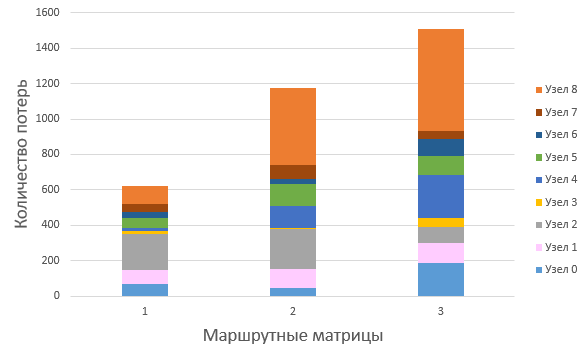 1600
1400
1200
1000
800
600
400
200
0
Количество потерь
1 2 3
Маршрутные матрицы
Узел 8
Узел 7
Узел 6
Узел 5
Узел 4
Узел 3
Узел 2
Узел 1
Узел 0